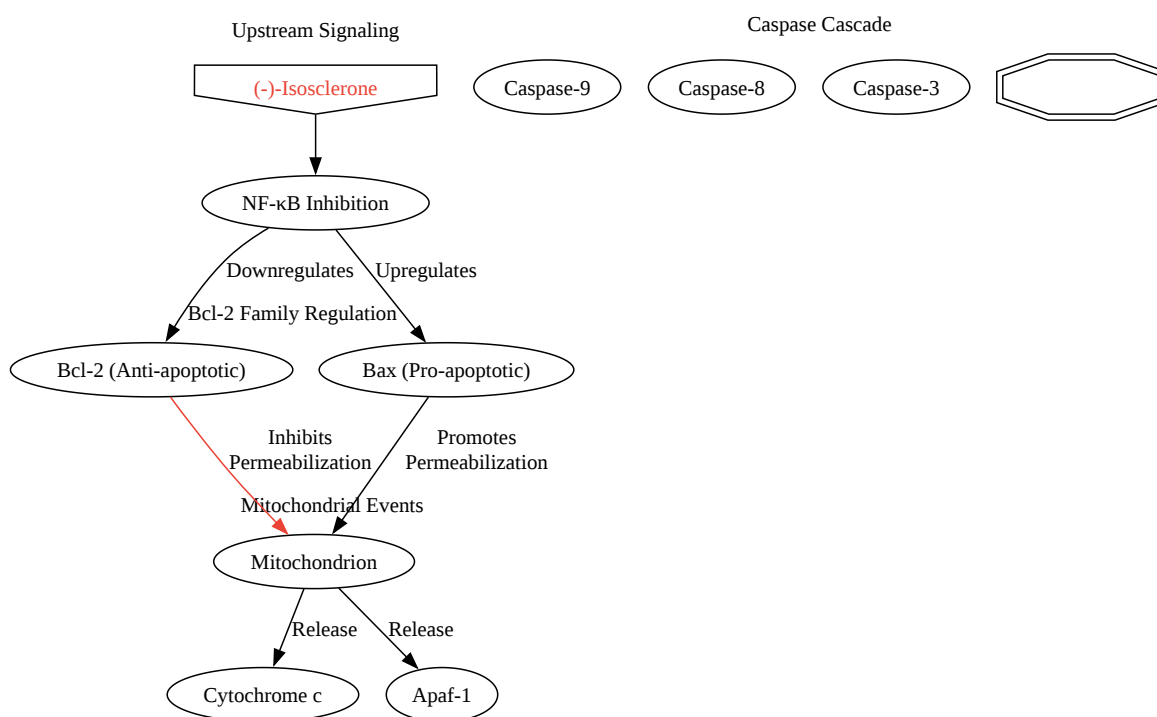 Upstream Signaling
Caspase Cascade
(-)-Isosclerone
Caspase-9
Caspase-8
Caspase-3
NF-κB Inhibition
Downregulates
Upregulates
Bcl-2 Family Regulation
Bcl-2 (Anti-apoptotic)
Bax (Pro-apoptotic)
Inhibits
Permeabilization
Promotes
Permeabilization
Mitochondrial Events
Mitochondrion
Release
Release
Cytochrome c
Apaf-1